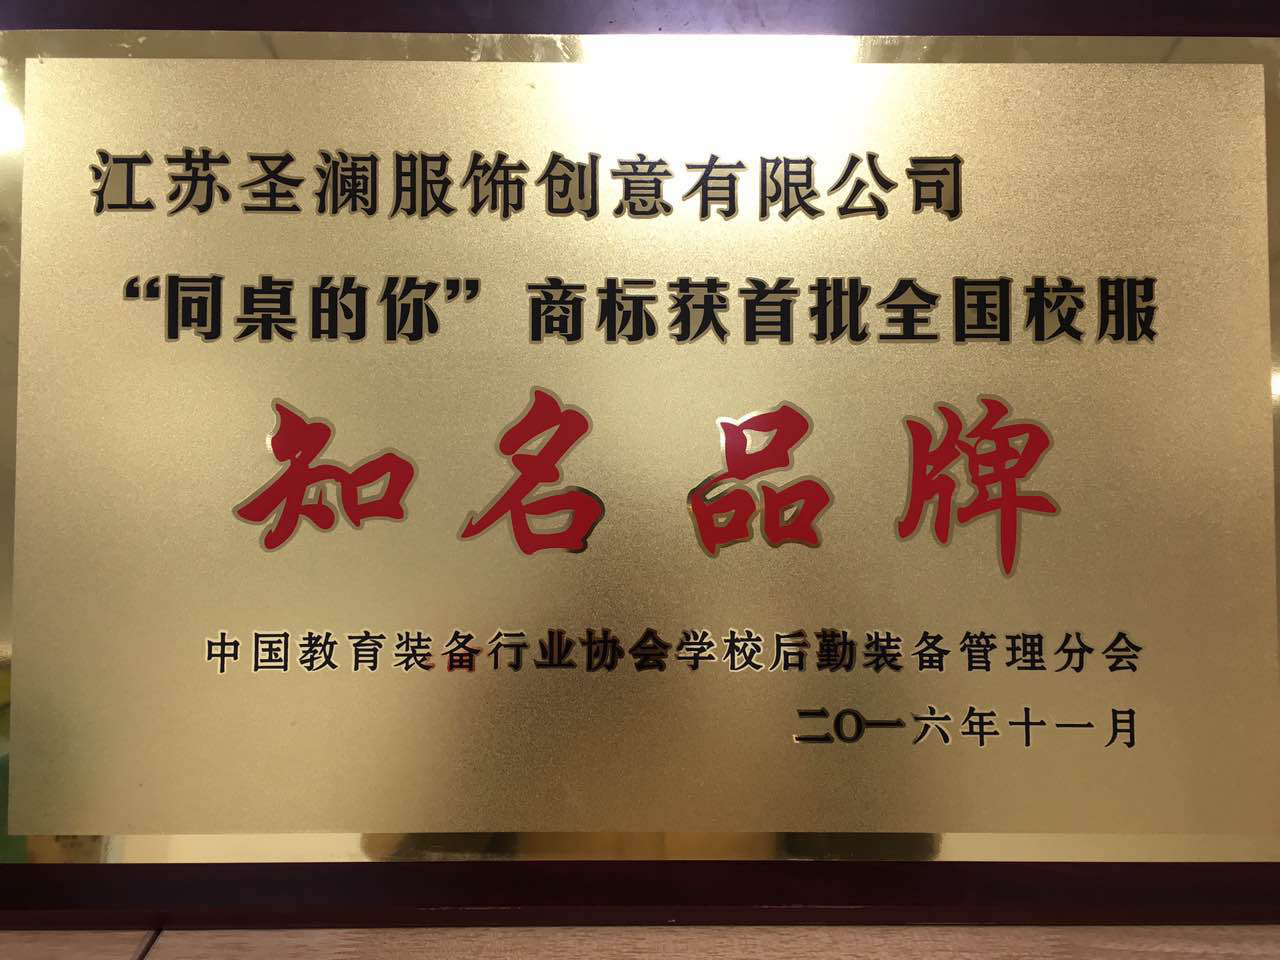 江苏圣澜服饰创意有限公司
“同桌的你”商标获首批全国校服
知名品牌
中国教育装备行业协会学校后勤装备管理分会
二〇一六年十一月